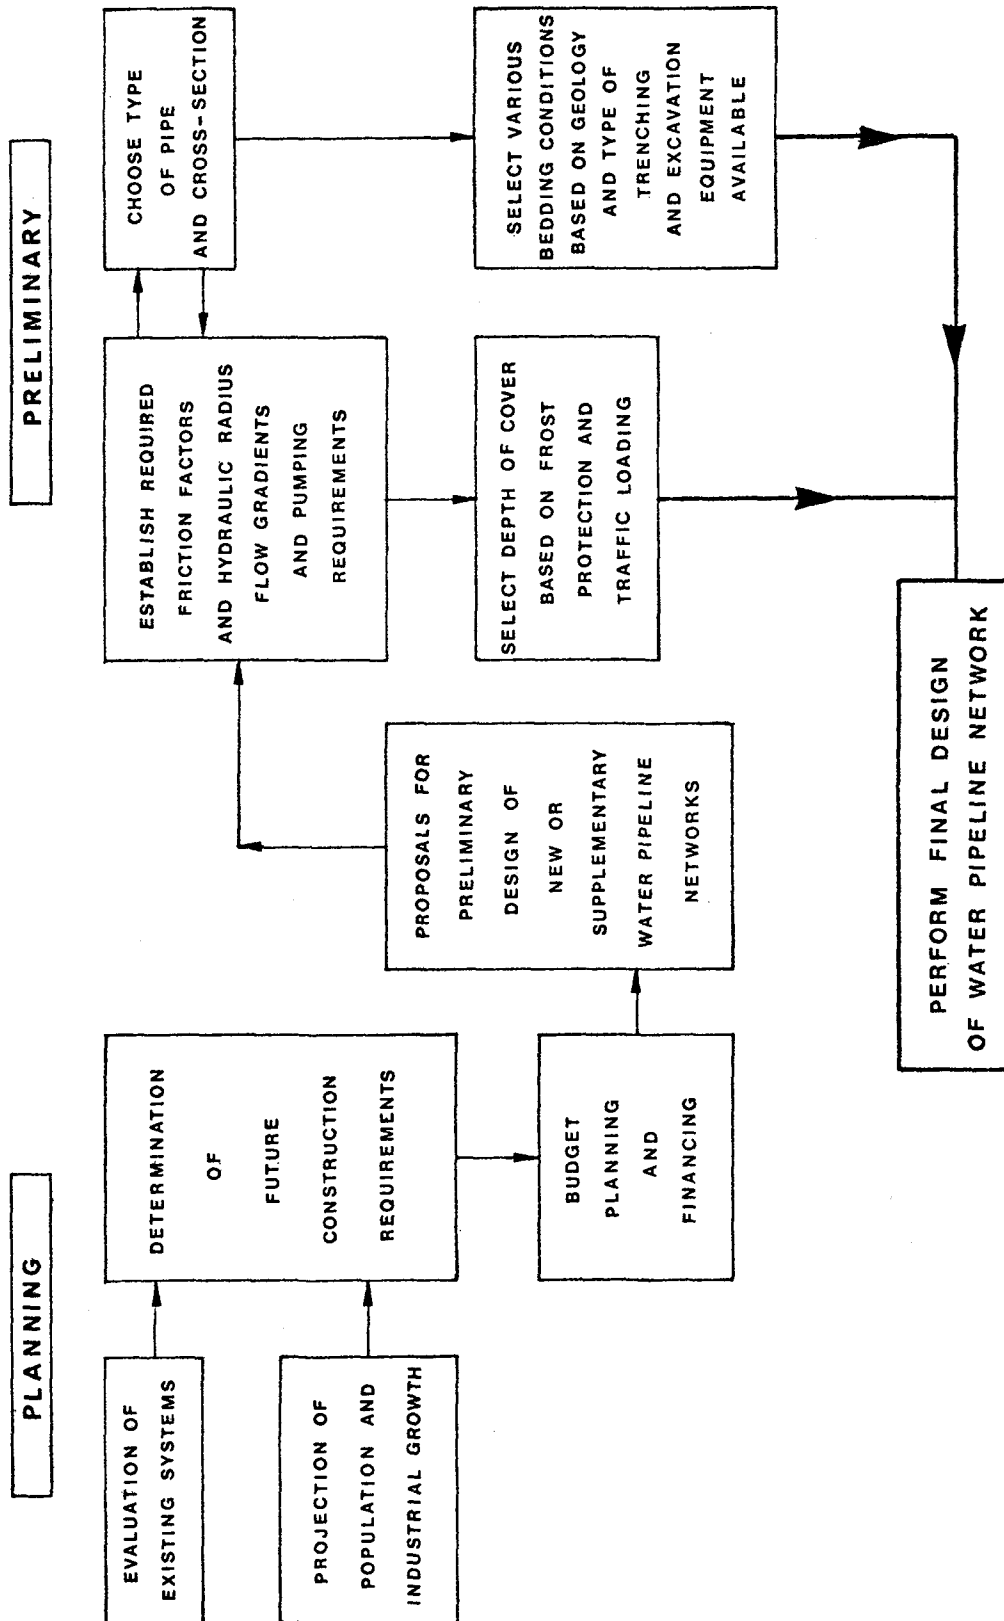 PLANNING
PRELIMINARY
EVALUATION OF
EXISTING SYSTEMS
PROJECTION OF
POPULATION AND
INDUSTRIAL GROWTH
DETERMINATION
OF
FUTURE
CONSTRUCTION
REQUIREMENTS
BUDGET
PLANNING
AND
FINANCING
PROPOSALS FOR
PRELIMINARY
DESIGN OF
NEW OR
SUPPLEMENTARY
WATER PIPELINE
NETWORKS
ESTABLISH REQUIRED
FRICTION FACTORS
AND HYDRAULIC RADIUS
FLOW GRADIENTS
AND PUMPING
REQUIREMENTS
CHOOSE TYPE
OF PIPE
AND CROSS-SECTION
SELECT DEPTH OF COVER
BASED ON FROST
PROTECTION AND
TRAFFIC LOADING
SELECT VARIOUS
BEDDING CONDITIONS
BASED ON GEOLOGY
AND TYPE OF
TRENCHING
AND EXCAVATION
EQUIPMENT
AVAILABLE
PERFORM FINAL DESIGN
OF WATER PIPELINE NETWORK